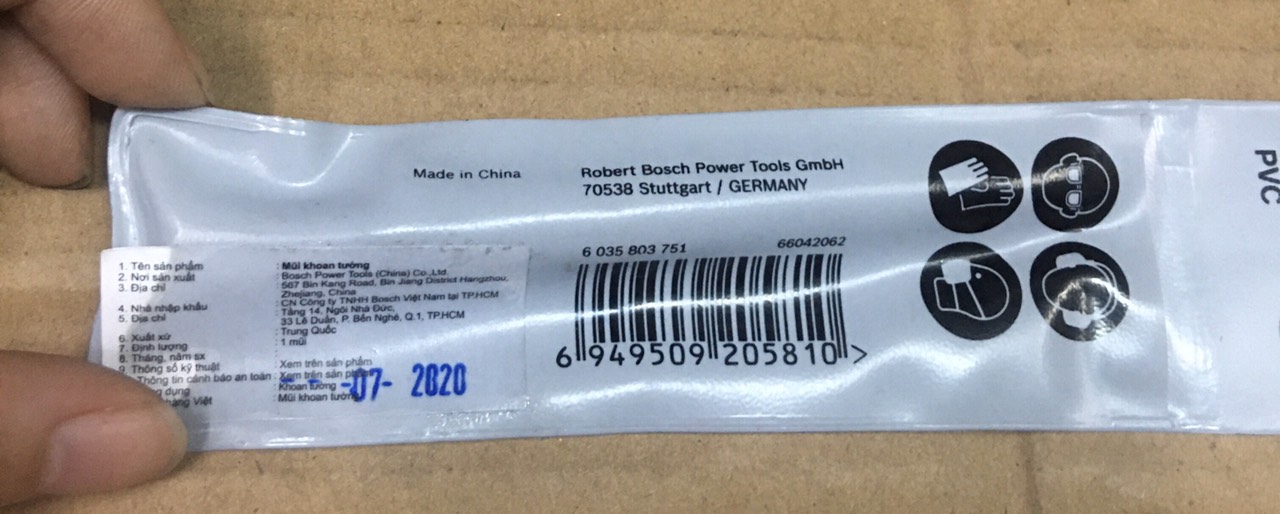 Made in China
Robert Bosch Power Tools GmbH
70538 Stuttgart / GERMANY
PVC
6 035 803 751
66042062
6 949509 205810 >
1. Tên sản phẩm : Mũi khoan tường
2. Nơi sản xuất : Bosch Power Tools (China) Co.,Ltd.
3. Địa chỉ : 567 Bin Kang Road, Bin Jiang District Hangzhou,
Zhejiang, China
4. Nhà nhập khẩu : CN Công ty TNHH Bosch Việt Nam tại TP.HCM
5. Địa chỉ : Tầng 14, Ngôi Nhà Đức,
33 Lê Duẩn, P. Bến Nghé, Q.1, TP.HCM
6. Xuất xứ : Trung Quốc
7. Định lượng : 1 mũi
8. Tháng, năm sx
9. Thông số kỹ thuật : Xem trên sản phẩm
Thông tin cảnh báo an toàn : Xem trên sản phẩm
dụng : Khoan tường
hàng Việt : Mũi khoan tường
- - -07- 2020